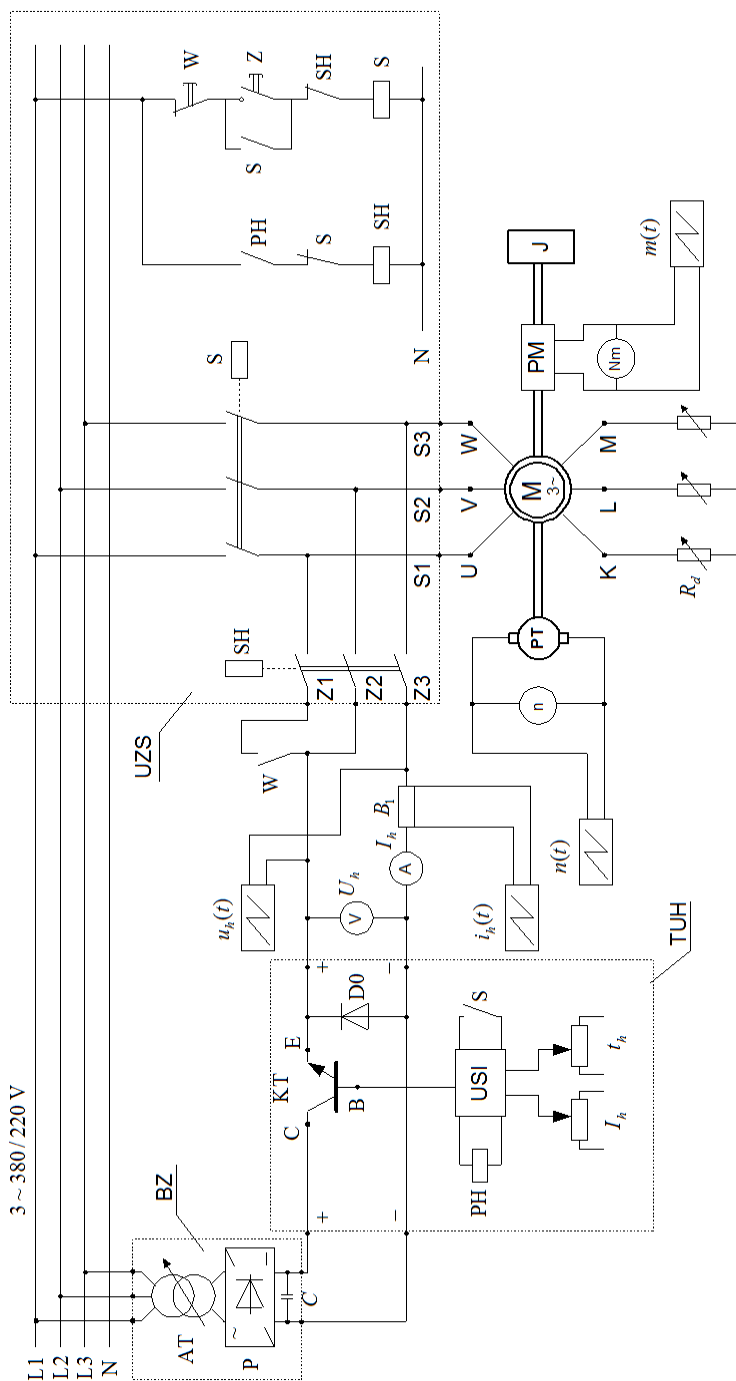 3 ~ 380 / 220 V
L1
L2
L3
N
BZ
AT
~
P
C
+
−
KT
C
E
B
D0
USI
S
PH
I_h
t_h
TUH
+
−
u_h(t)
V
U_h
A
I_h
B_1
i_h(t)
W
UZS
SH
Z1
Z2
Z3
S
S1
S2
S3
N
W
Z
SH
S
S
PH
S
SH
U
V
W
M
3~
K
L
M
R_d
PT
n
n(t)
PM
Nm
J
m(t)